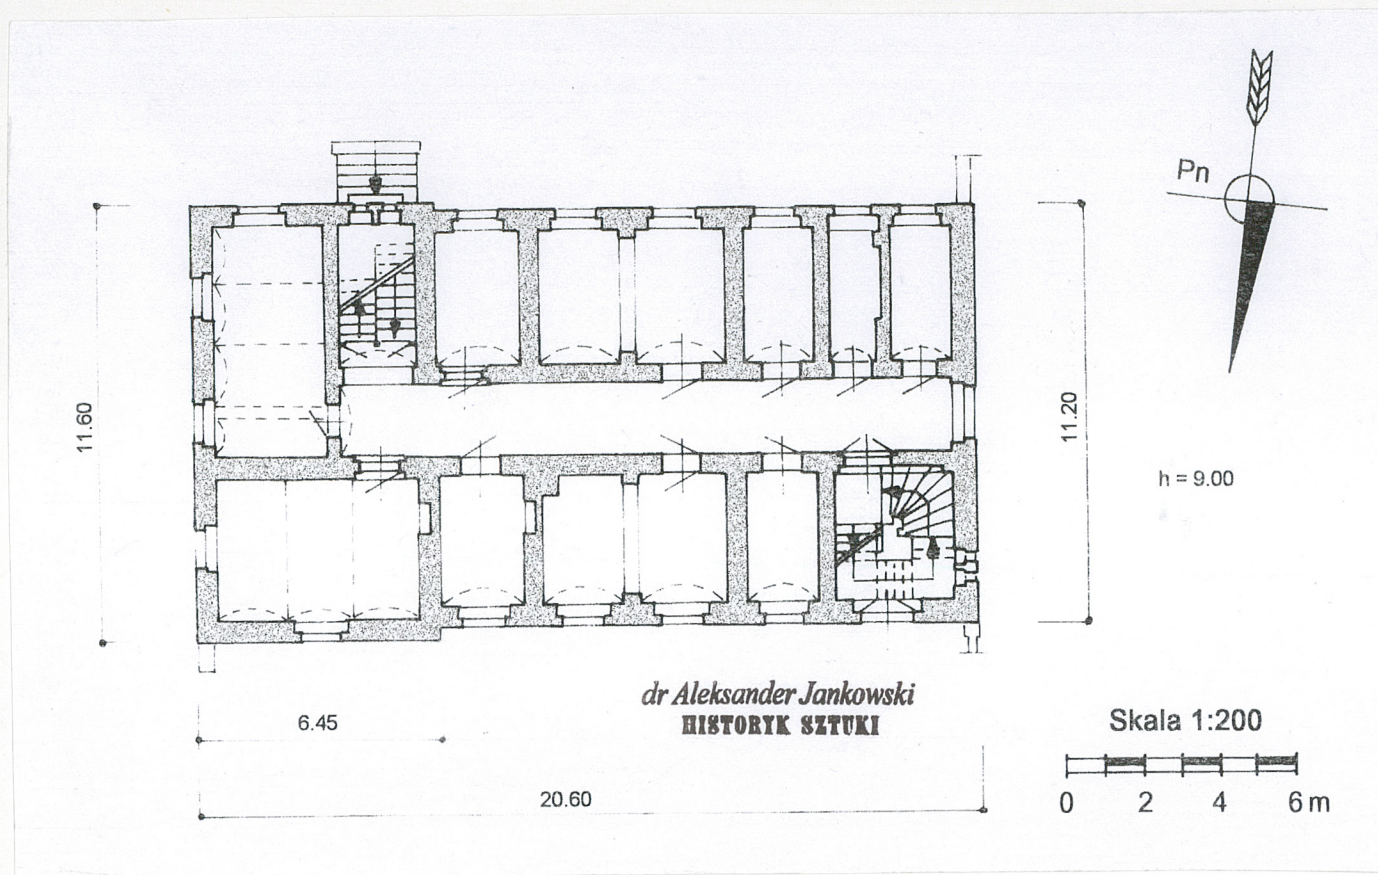 Pn
11.60
11.20
h = 9.00
dr Aleksander Jankowski
HISTORYK SZTUKI
6.45
Skala 1:200
20.60
0 2 4 6 m